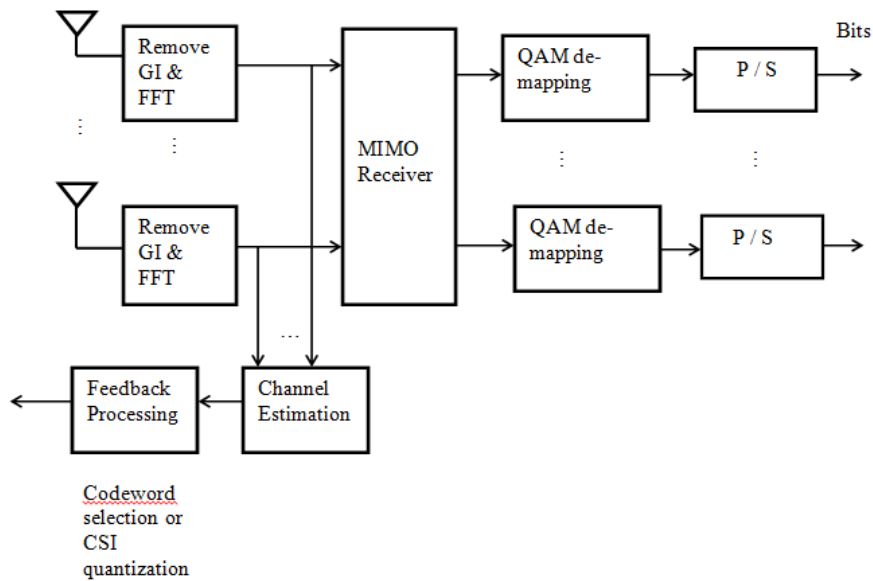 Remove
GI &
FFT
MIMO
Receiver
QAM de-
mapping
P / S
Bits
Remove
GI &
FFT
QAM de-
mapping
P / S
Feedback
Processing
Channel
Estimation
Codeword
selection or
CSI
quantization